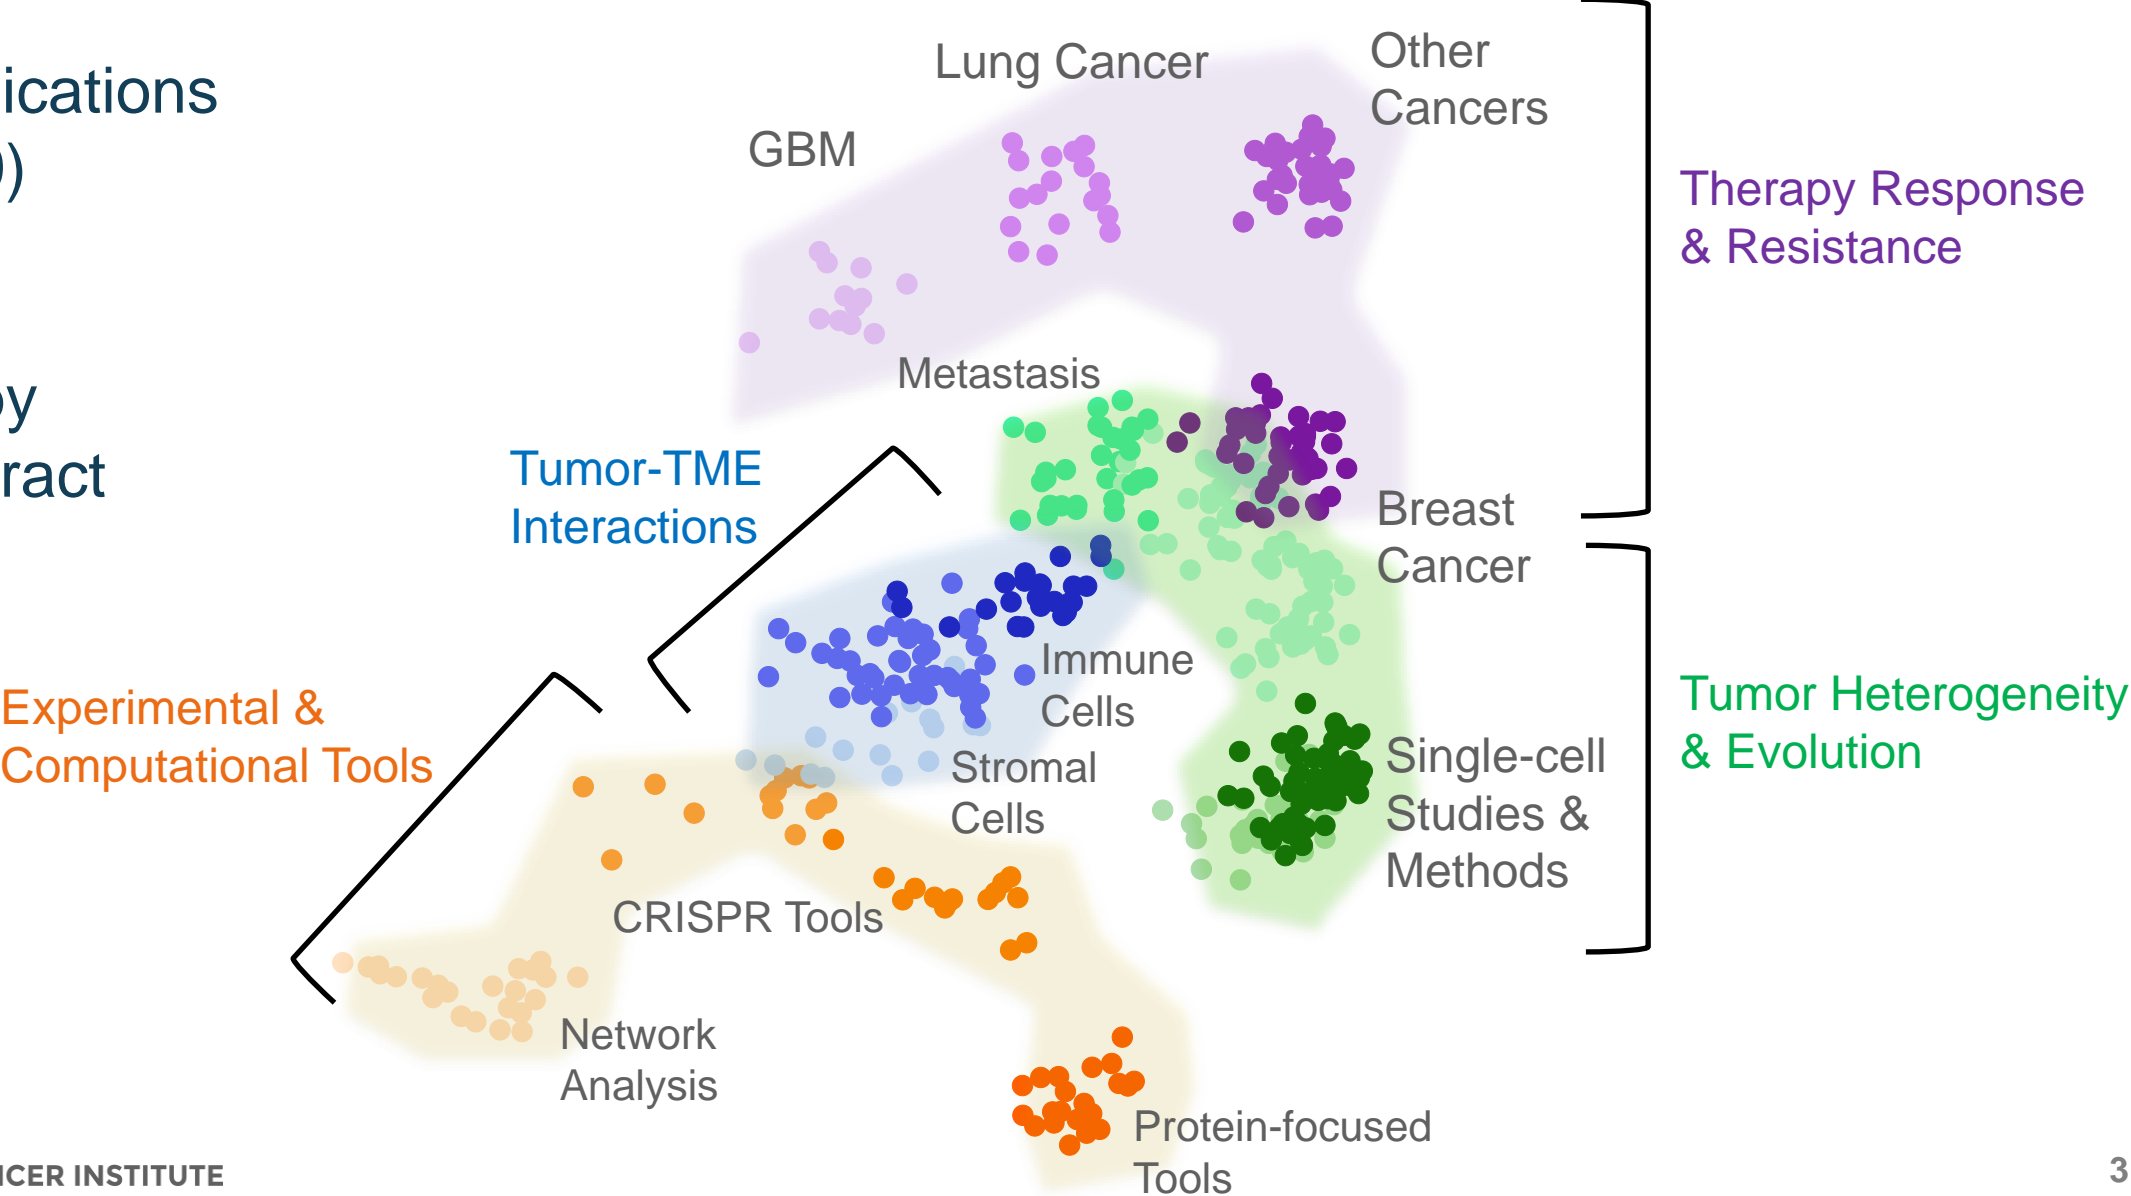 ications
)
by
ract
Lung Cancer
Other
Cancers
GBM
Therapy Response
& Resistance
Metastasis
Tumor-TME
Interactions
Breast
Cancer
Immune
Cells
Experimental &
Computational Tools
Tumor Heterogeneity
& Evolution
Stromal
Cells
Single-cell
Studies &
Methods
CRISPR Tools
Network
Analysis
Protein-focused
Tools
NCER INSTITUTE
3